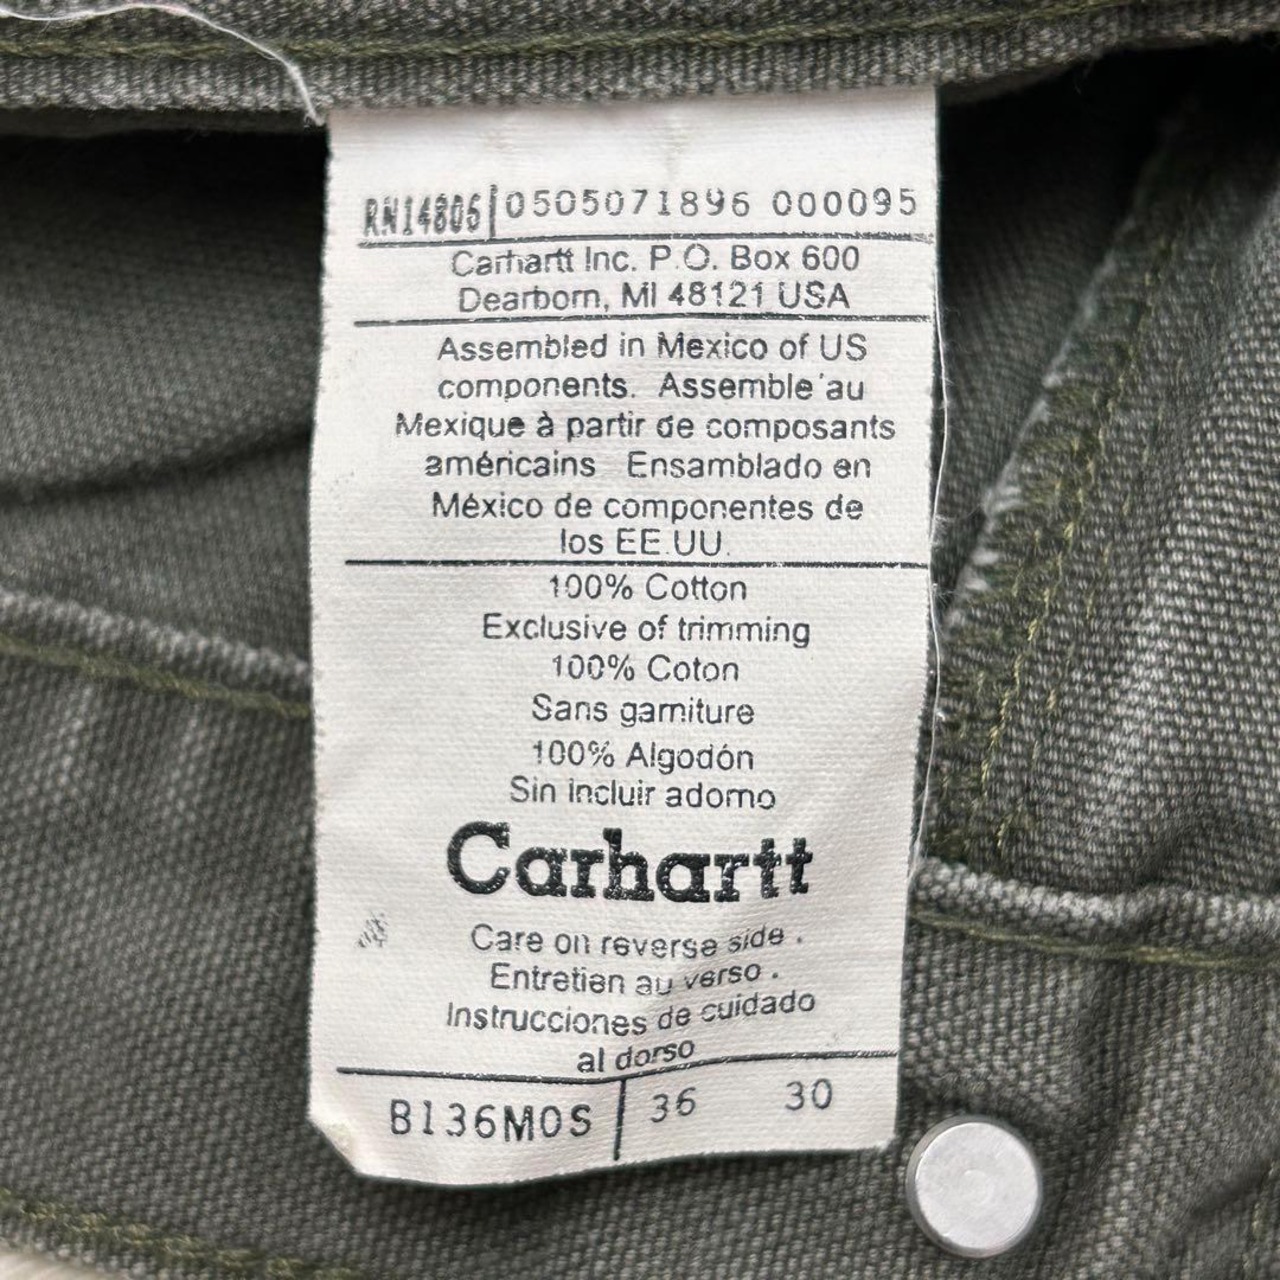 RN14806 0505071896 000095
Carhartt Inc. P.O. Box 600
Dearborn, MI 48121 USA
Assembled in Mexico of US
components. Assemble'au
Mexique à partir de composants
américains Ensamblado en
México de componentes de
los EE.UU.
100% Cotton
Exclusive of trimming
100% Coton
Sans garniture
100% Algodón
Sin incluir adorno
Carhartt
Care on reverse side .
Entretien au verso .
Instrucciones de cuidado
al dorso
B136MOS 36 30